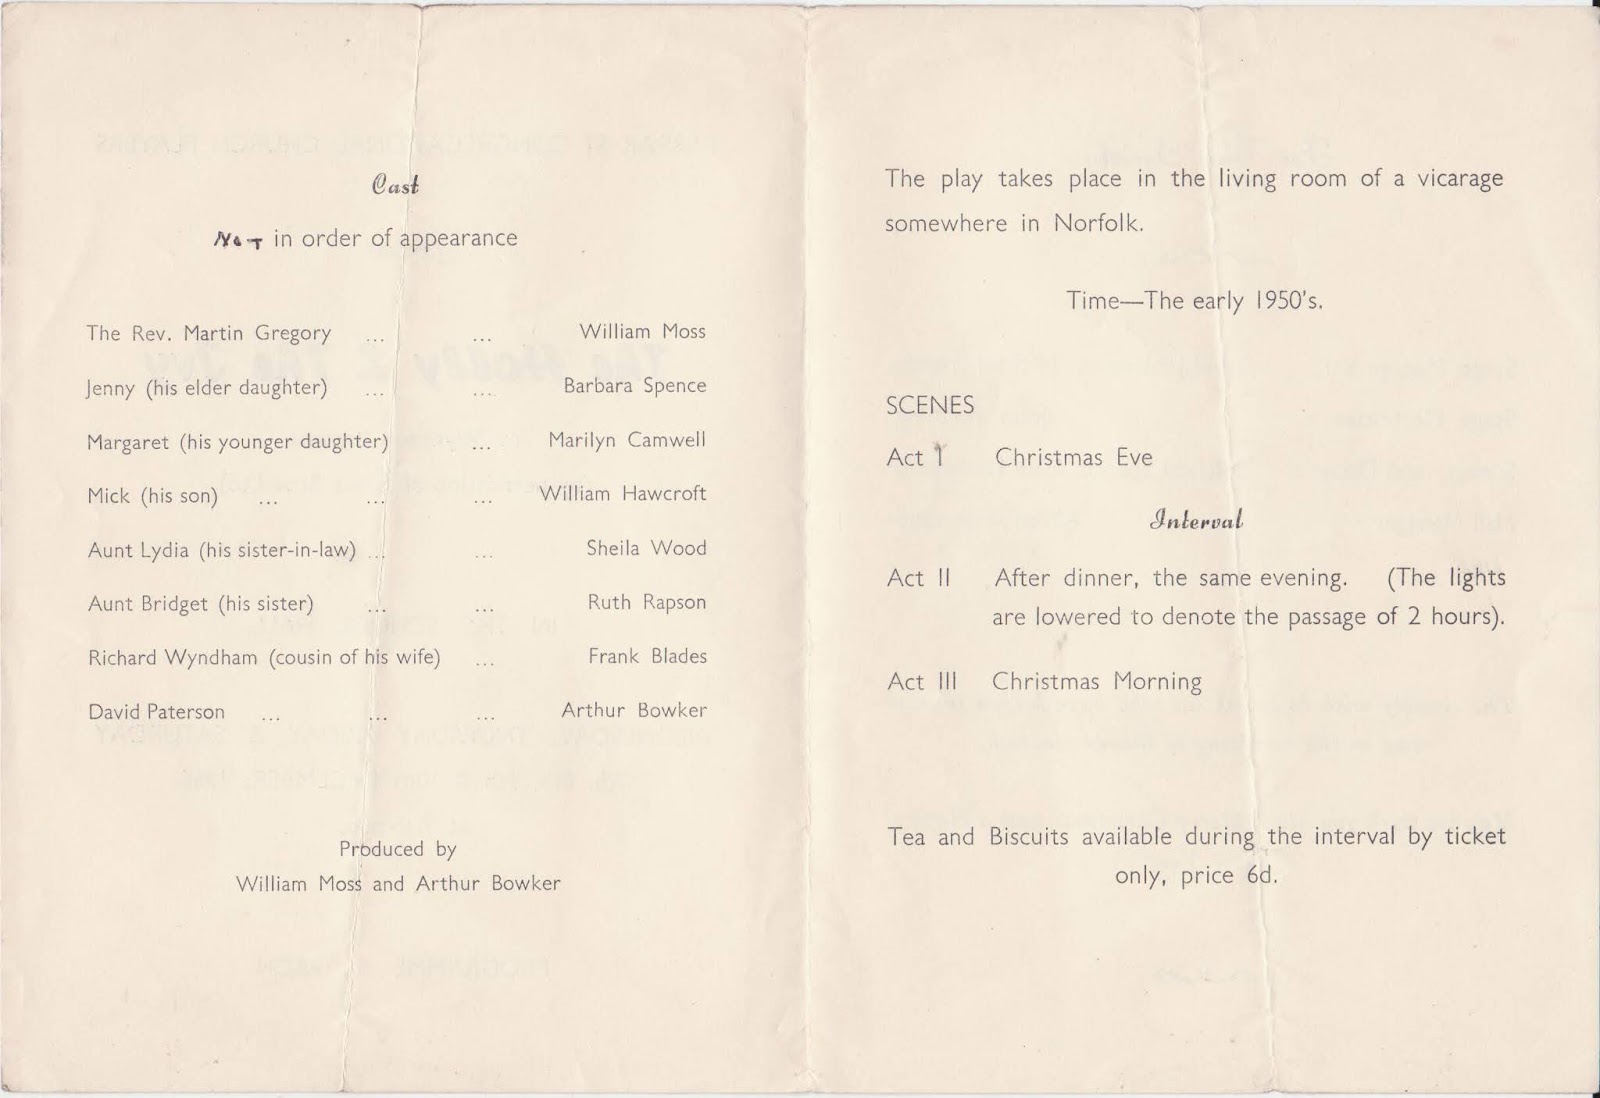 Cast
Not in order of appearance
The Rev. Martin Gregory ... ... William Moss
Jenny (his elder daughter) ... ... Barbara Spence
Margaret (his younger daughter) ... Marilyn Camwell
Mick (his son) ... ... ... William Hawcroft
Aunt Lydia (his sister-in-law) ... ... Sheila Wood
Aunt Bridget (his sister) ... ... Ruth Rapson
Richard Wyndham (cousin of his wife) ... Frank Blades
David Paterson ... ... ... Arthur Bowker
Produced by
William Moss and Arthur Bowker
The play takes place in the living room of a vicarage
somewhere in Norfolk.
Time—The early 1950's.
SCENES
Act I Christmas Eve
Interval
Act II After dinner, the same evening. (The lights
are lowered to denote the passage of 2 hours).
Act III Christmas Morning
Tea and Biscuits available during the interval by ticket
only, price 6d.